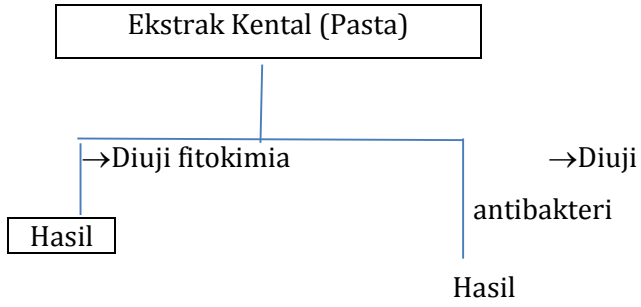 Ekstrak Kental (Pasta)
→Diuji fitokimia
→Diuji
antibakteri
Hasil
Hasil